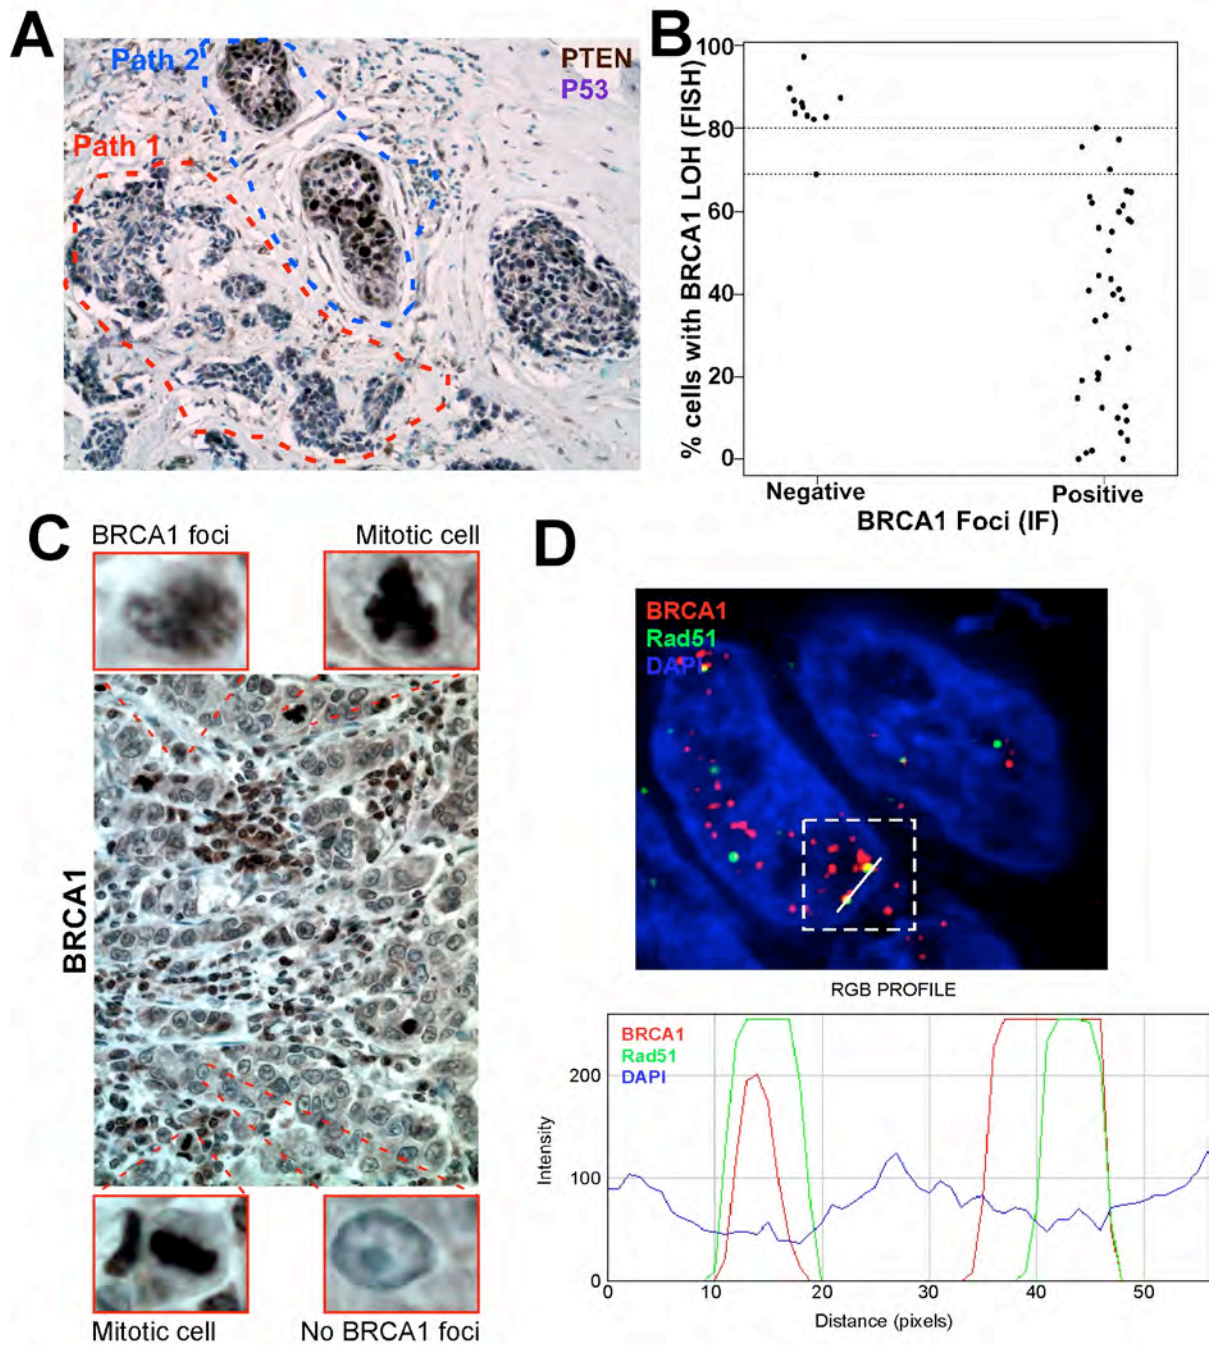 A
Path 2
PTEN
P53
Path 1
B
100
80
60
40
20
0
% cells with BRCA1 LOH (FISH)
Negative
Positive
BRCA1 Foci (IF)
C
BRCA1 foci
Mitotic cell
BRCA1
Mitotic cell
No BRCA1 foci
D
BRCA1
Rad51
DAPI
RGB PROFILE
BRCA1
Rad51
DAPI
200
100
0
Intensity
0
10
20
30
40
50
Distance (pixels)